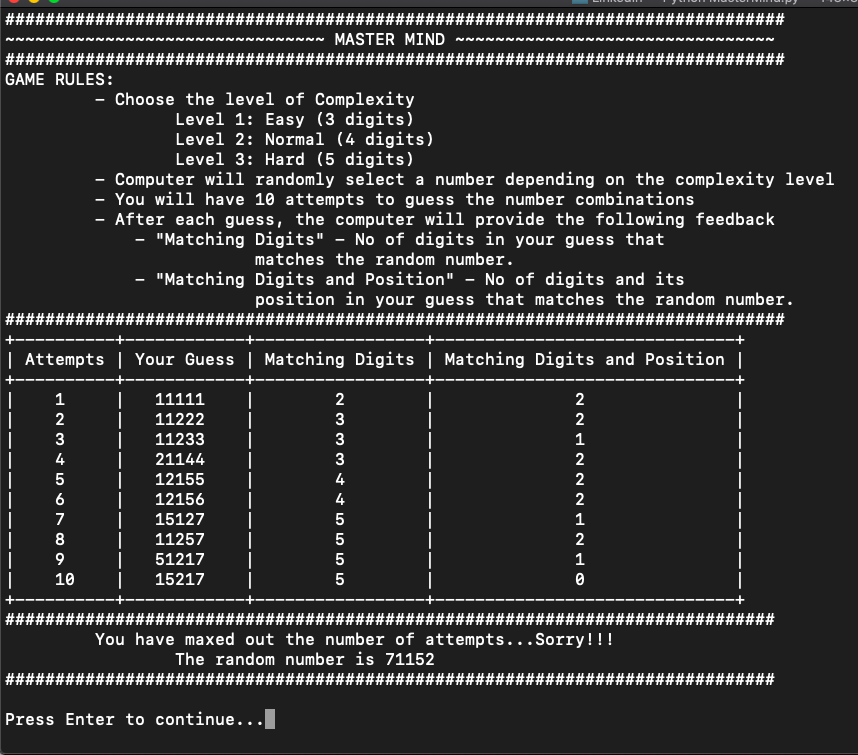 LinkedIn — Python MasterMind.py —
##############################################################################
~~~~~~~~~~~~~~~~~~~~~~~~~~~~~~~~ MASTER MIND ~~~~~~~~~~~~~~~~~~~~~~~~~~~~~~~~
##############################################################################
GAME RULES:
         - Choose the level of Complexity
                 Level 1: Easy (3 digits)
                 Level 2: Normal (4 digits)
                 Level 3: Hard (5 digits)
         - Computer will randomly select a number depending on the complexity level
         - You will have 10 attempts to guess the number combinations
         - After each guess, the computer will provide the following feedback
             - "Matching Digits" - No of digits in your guess that
                         matches the random number.
             - "Matching Digits and Position" - No of digits and its
                         position in your guess that matches the random number.
##############################################################################
+----------+------------+-----------------+------------------------------+
| Attempts | Your Guess | Matching Digits | Matching Digits and Position |
+----------+------------+-----------------+------------------------------+
|    1     |   11111    |        2        |              2               |
|    2     |   11222    |        3        |              2               |
|    3     |   11233    |        3        |              1               |
|    4     |   21144    |        3        |              2               |
|    5     |   12155    |        4        |              2               |
|    6     |   12156    |        4        |              2               |
|    7     |   15127    |        5        |              1               |
|    8     |   11257    |        5        |              2               |
|    9     |   51217    |        5        |              1               |
|    10    |   15217    |        5        |              0               |
+----------+------------+-----------------+------------------------------+
#############################################################################
         You have maxed out the number of attempts...Sorry!!!
                 The random number is 71152
#############################################################################
Press Enter to continue...